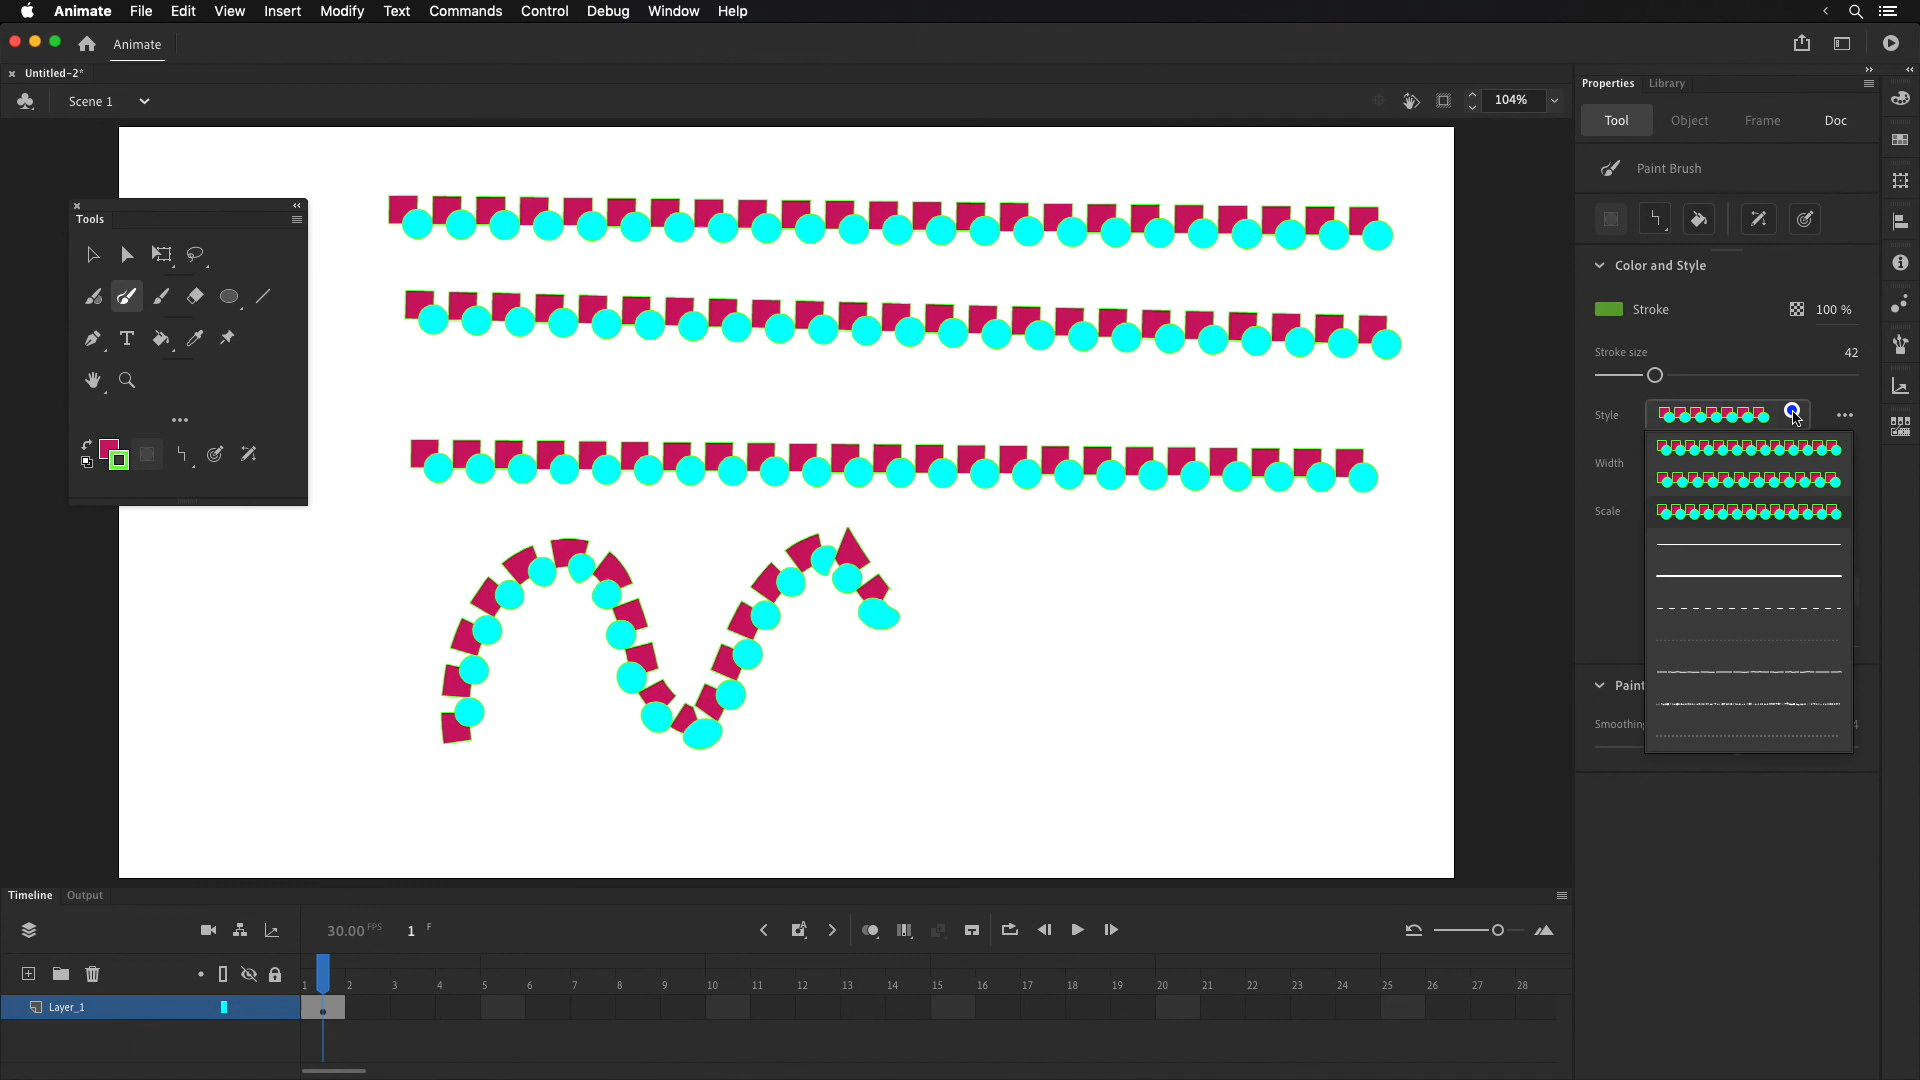 Animate File Edit View Insert Modify Text Commands Control Debug Window Help
Animate
Untitled-2*
Scene 1
104%
Properties Library
Tool Object Frame Doc
Paint Brush
Tools
Color and Style
Stroke 100 %
Stroke size 42
Style
Width
Scale
Paint
Smoothing 4
Timeline Output
30.00 FPS 1 F
1 2 3 4 5 6 7 8 9 10 11 12 13 14 15 16 17 18 19 20 21 22 23 24 25 26 27 28
Layer_1